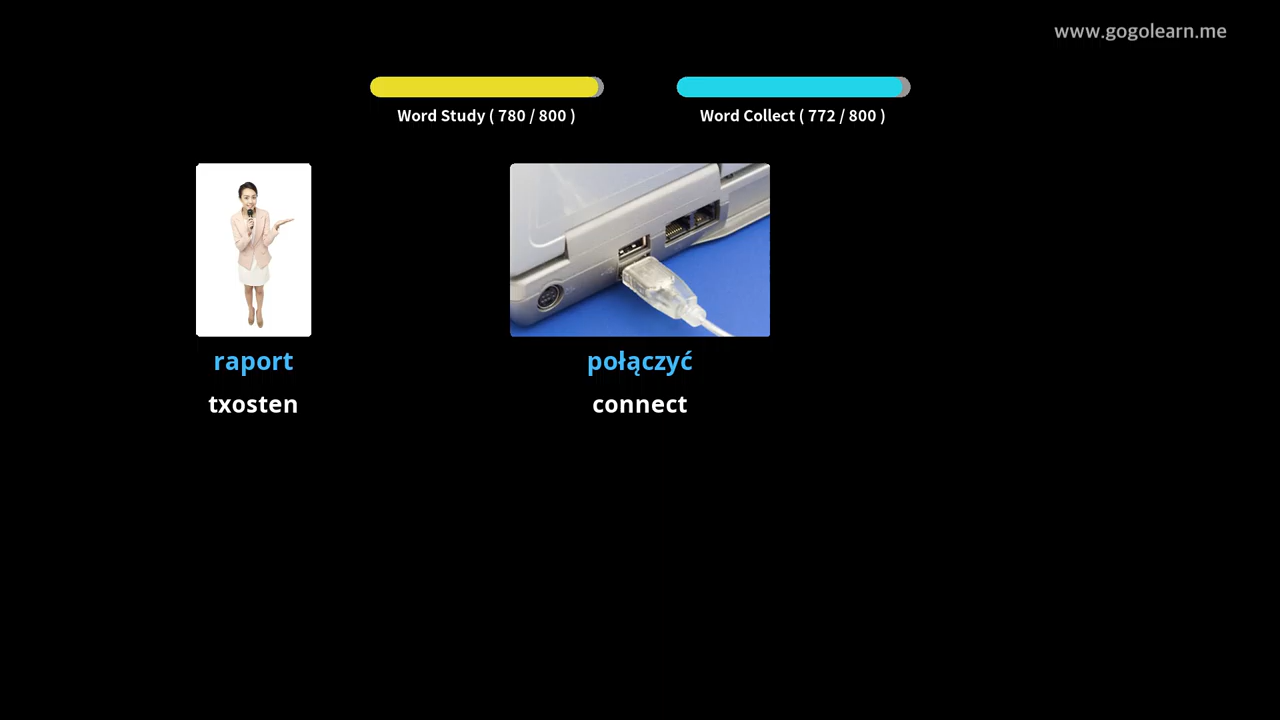 www.gogolearn.me
Word Study ( 780 / 800 )
Word Collect ( 772 / 800 )
raport
połączyć
txosten
connect